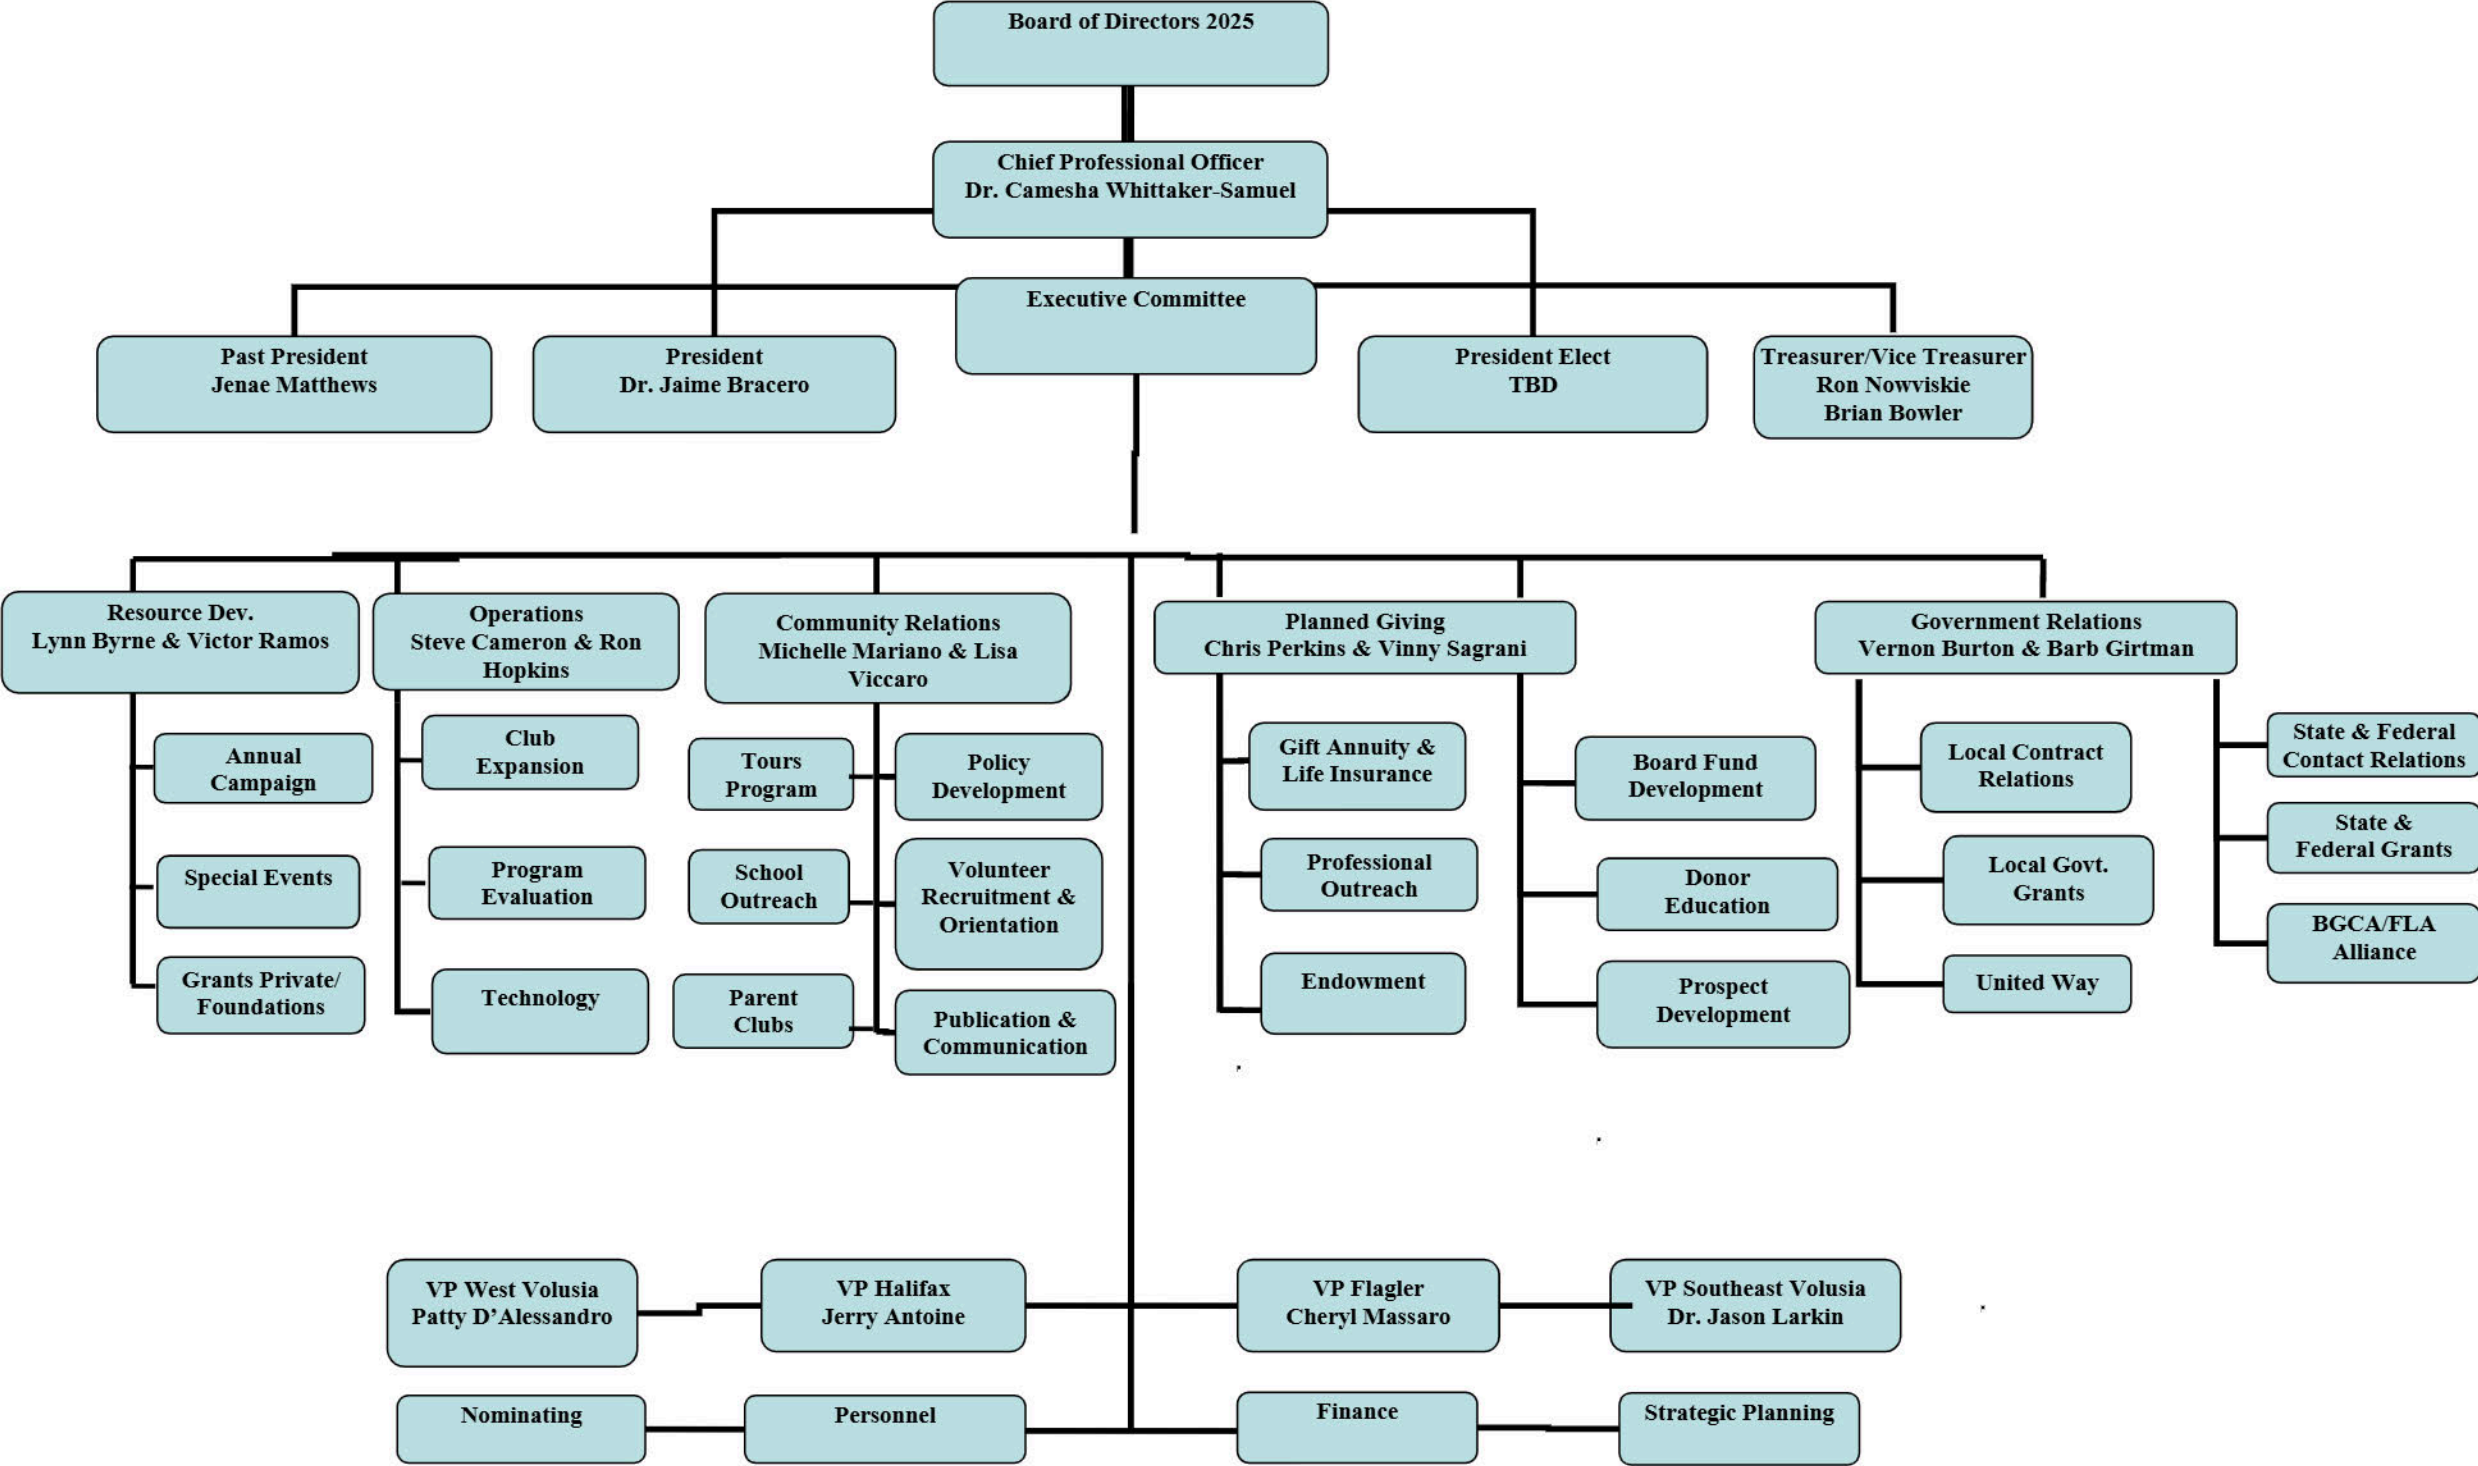 Board of Directors 2025
Chief Professional Officer
Dr. Camesha Whittaker-Samuel
Executive Committee
Past President
Jenae Matthews
President
Dr. Jaime Bracero
President Elect
TBD
Treasurer/Vice Treasurer
Ron Nowviskie
Brian Bowler
Resource Dev.
Lynn Byrne & Victor Ramos
Operations
Steve Cameron & Ron
Hopkins
Community Relations
Michelle Mariano & Lisa
Viccaro
Planned Giving
Chris Perkins & Vinny Sagrani
Government Relations
Vernon Burton & Barb Girtman
Annual
Campaign
Special Events
Grants Private/
Foundations
Club
Expansion
Program
Evaluation
Technology
Tours
Program
School
Outreach
Parent
Clubs
Policy
Development
Volunteer
Recruitment &
Orientation
Publication &
Communication
Gift Annuity &
Life Insurance
Professional
Outreach
Endowment
Board Fund
Development
Donor
Education
Prospect
Development
Local Contract
Relations
Local Govt.
Grants
United Way
State & Federal
Contact Relations
State &
Federal Grants
BGCA/FLA
Alliance
VP West Volusia
Patty D’Alessandro
VP Halifax
Jerry Antoine
VP Flagler
Cheryl Massaro
VP Southeast Volusia
Dr. Jason Larkin
Nominating
Personnel
Finance
Strategic Planning